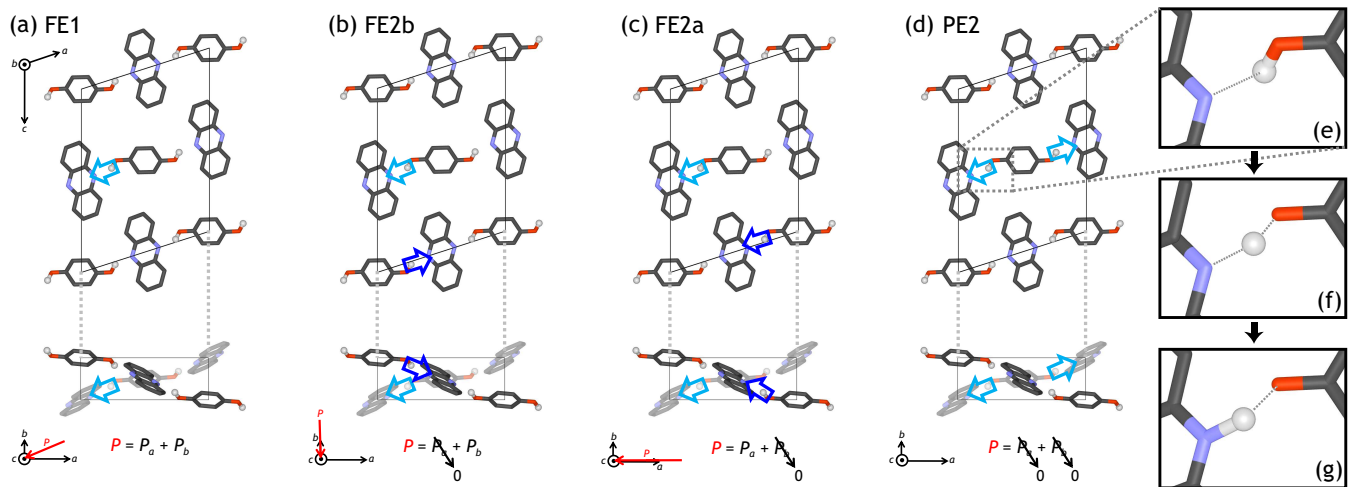 (a) FE1
(b) FE2b
(c) FE2a
(d) PE2
b
a
c
(e)
(f)
(g)
b
P
c
a
P = Pa + Pb
P
b
c
a
P = Pa + Pb
0
b
P
c
a
P = Pa + Pb
0
b
c
a
P = Pa + Pb
0
0